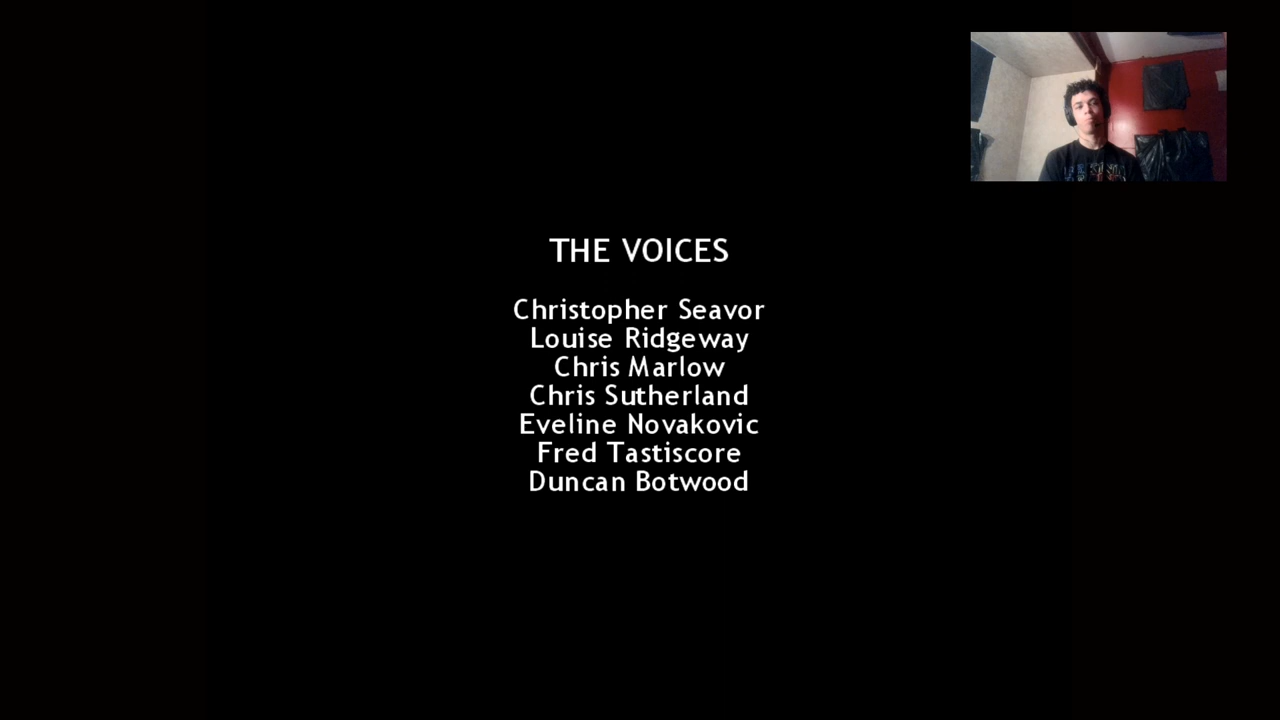 THE VOICES
Christopher Seavor
Louise Ridgeway
Chris Marlow
Chris Sutherland
Eveline Novakovic
Fred Tastiscore
Duncan Botwood